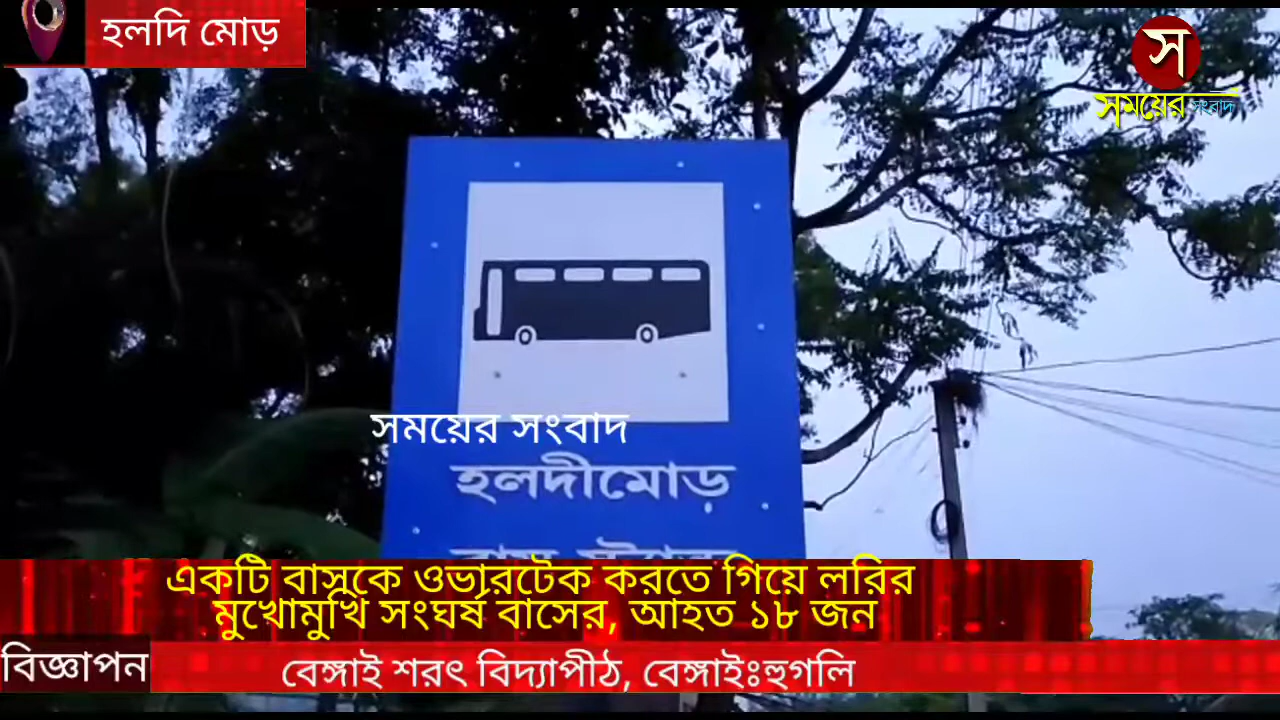 হলদি মোড়
স
সময়ের সংবাদ
সময়ের সংবাদ
হলদীমোড়
একটি বাসকে ওভারটেক করতে গিয়ে লরির
মুখোমুখি সংঘর্ষ বাসের, আহত ১৮ জন
বিজ্ঞাপন
বেঙ্গাই শরৎ বিদ্যাপীঠ, বেঙ্গাইঃহুগলি